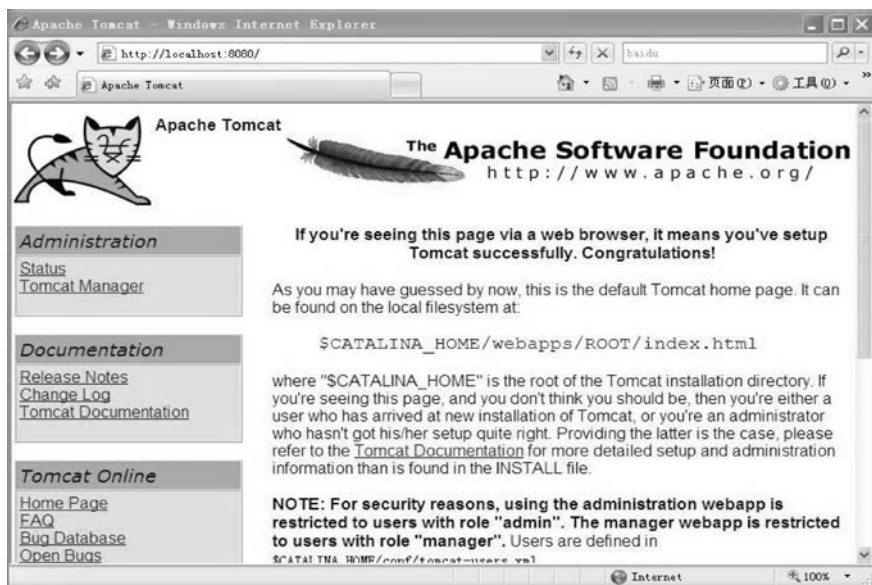 Apache Tomcat - Windows Internet Explorer
http://localhost:8080/
baidu
Apache Tomcat
页面(P)
工具(O)
Apache Tomcat
The Apache Software Foundation
http://www.apache.org/
Administration
Status
Tomcat Manager
Documentation
Release Notes
Change Log
Tomcat Documentation
Tomcat Online
Home Page
FAQ
Bug Database
Open Bugs
If you're seeing this page via a web browser, it means you've setup
Tomcat successfully. Congratulations!
As you may have guessed by now, this is the default Tomcat home page. It can
be found on the local filesystem at:
$CATALINA_HOME/webapps/ROOT/index.html
where "$CATALINA_HOME" is the root of the Tomcat installation directory. If
you're seeing this page, and you don't think you should be, then you're either a
user who has arrived at new installation of Tomcat, or you're an administrator
who hasn't got his/her setup quite right. Providing the latter is the case, please
refer to the Tomcat Documentation for more detailed setup and administration
information than is found in the INSTALL file.
NOTE: For security reasons, using the administration webapp is
restricted to users with role "admin". The manager webapp is restricted
to users with role "manager". Users are defined in
$CATALINA_HOME/conf/tomcat-users.xml
Internet
100%